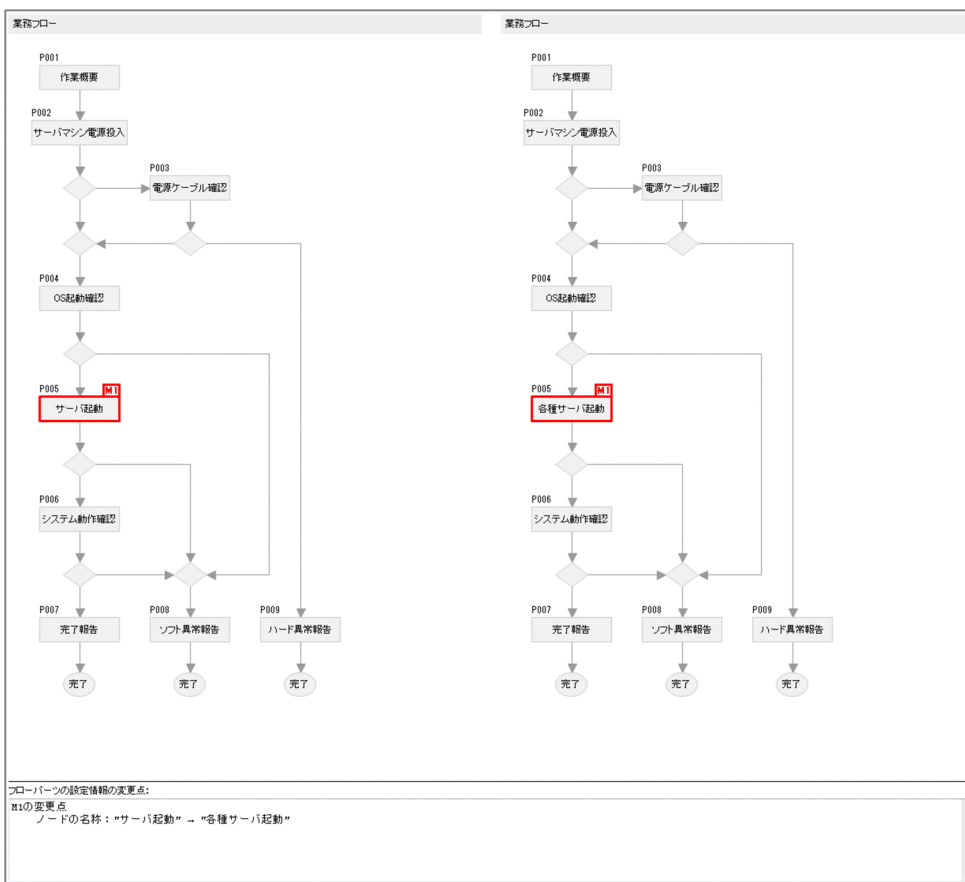 業務フロー
P001
作業概要
P002
サーバマシン電源投入
P003
電源ケーブル確認
P004
OS起動確認
P005
M1
サーバ起動
P006
システム動作確認
P007
P008
P009
完了報告
ソフト異常報告
ハード異常報告
完了
完了
完了
業務フロー
P001
作業概要
P002
サーバマシン電源投入
P003
電源ケーブル確認
P004
OS起動確認
P005
M1
各種サーバ起動
P006
システム動作確認
P007
P008
P009
完了報告
ソフト異常報告
ハード異常報告
完了
完了
完了
フローパーツの設定情報の変更点:
M1の変更点
ノードの名称："サーバ起動" → "各種サーバ起動"